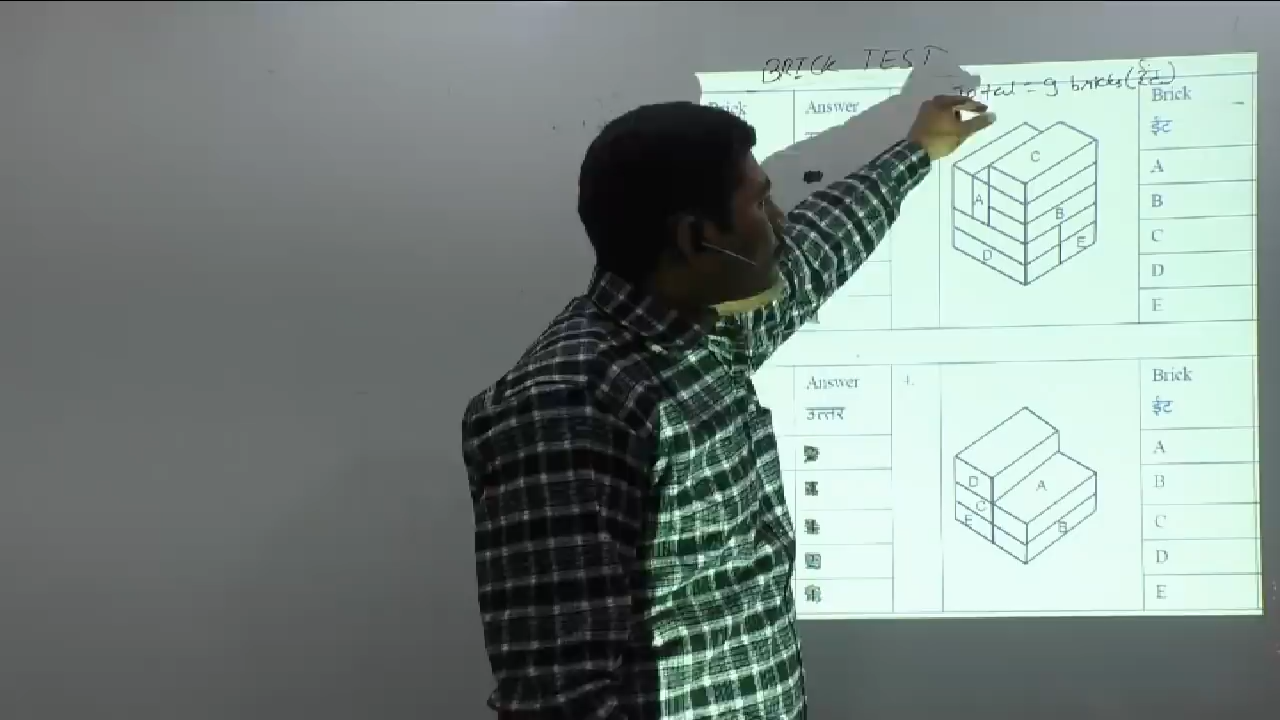 BRICK TEST
Total = 9 bricks (ईंट)
Brick
Answer
Brick
ईंट
A
B
C
D
E
C
A
B
D
E
Answer
उत्तर
4.
Brick
ईंट
A
B
C
D
E
D
A
C
E
B